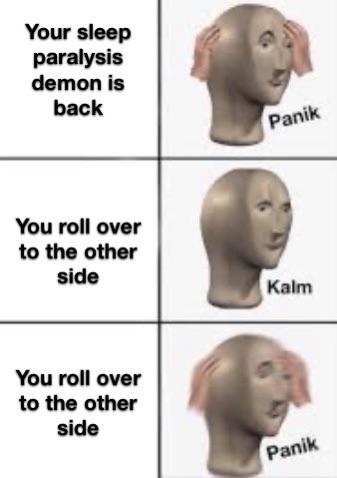 Your sleep
paralysis
demon is
back
Panik
You roll over
to the other
side
Kalm
You roll over
to the other
side
Panik